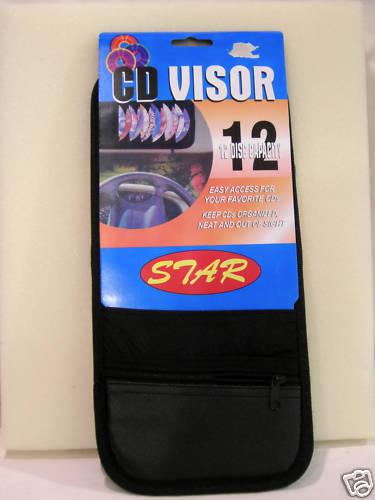 CD VISOR
12
12 DISC CAPACITY
EASY ACCESS FOR
YOUR FAVORITE CDs
KEEP CDs ORGANIZED,
NEAT AND OUT OF SIGHT
STAR